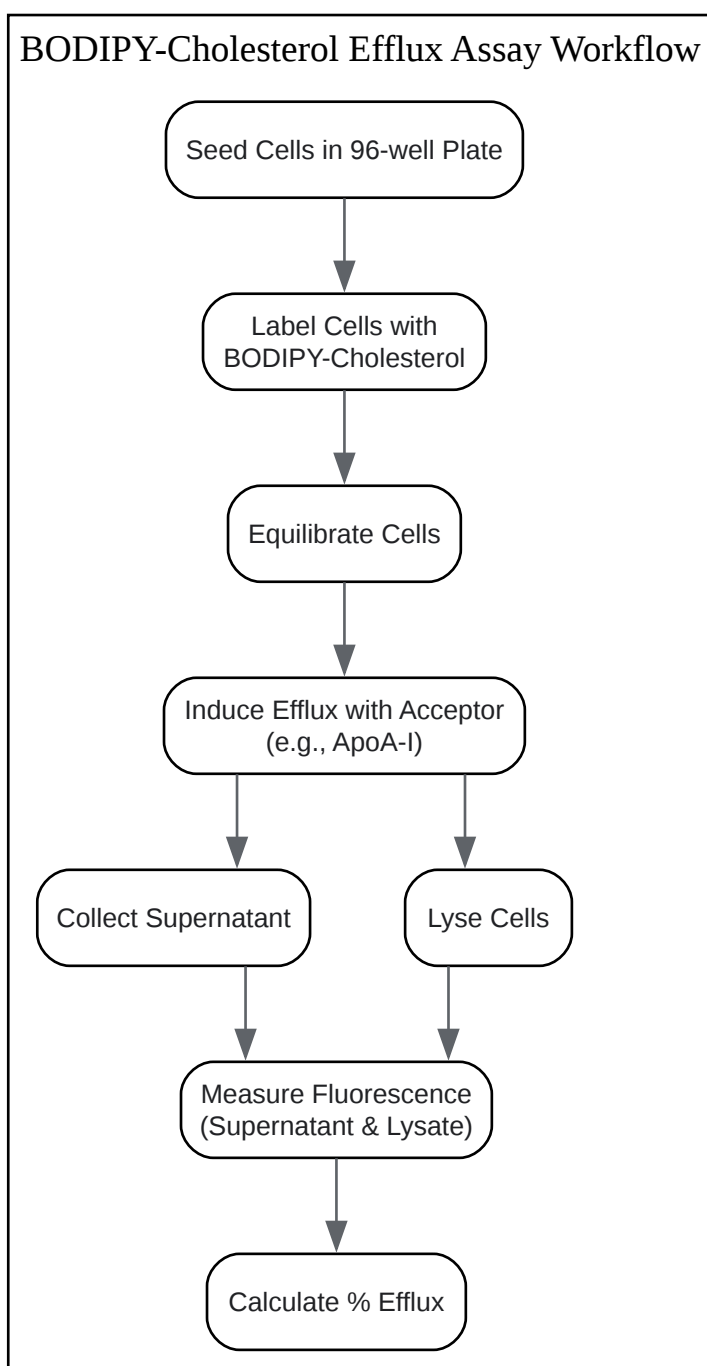 BODIPY-Cholesterol Efflux Assay Workflow
Seed Cells in 96-well Plate
Label Cells with
BODIPY-Cholesterol
Equilibrate Cells
Induce Efflux with Acceptor
(e.g., ApoA-I)
Collect Supernatant
Lyse Cells
Measure Fluorescence
(Supernatant & Lysate)
Calculate % Efflux